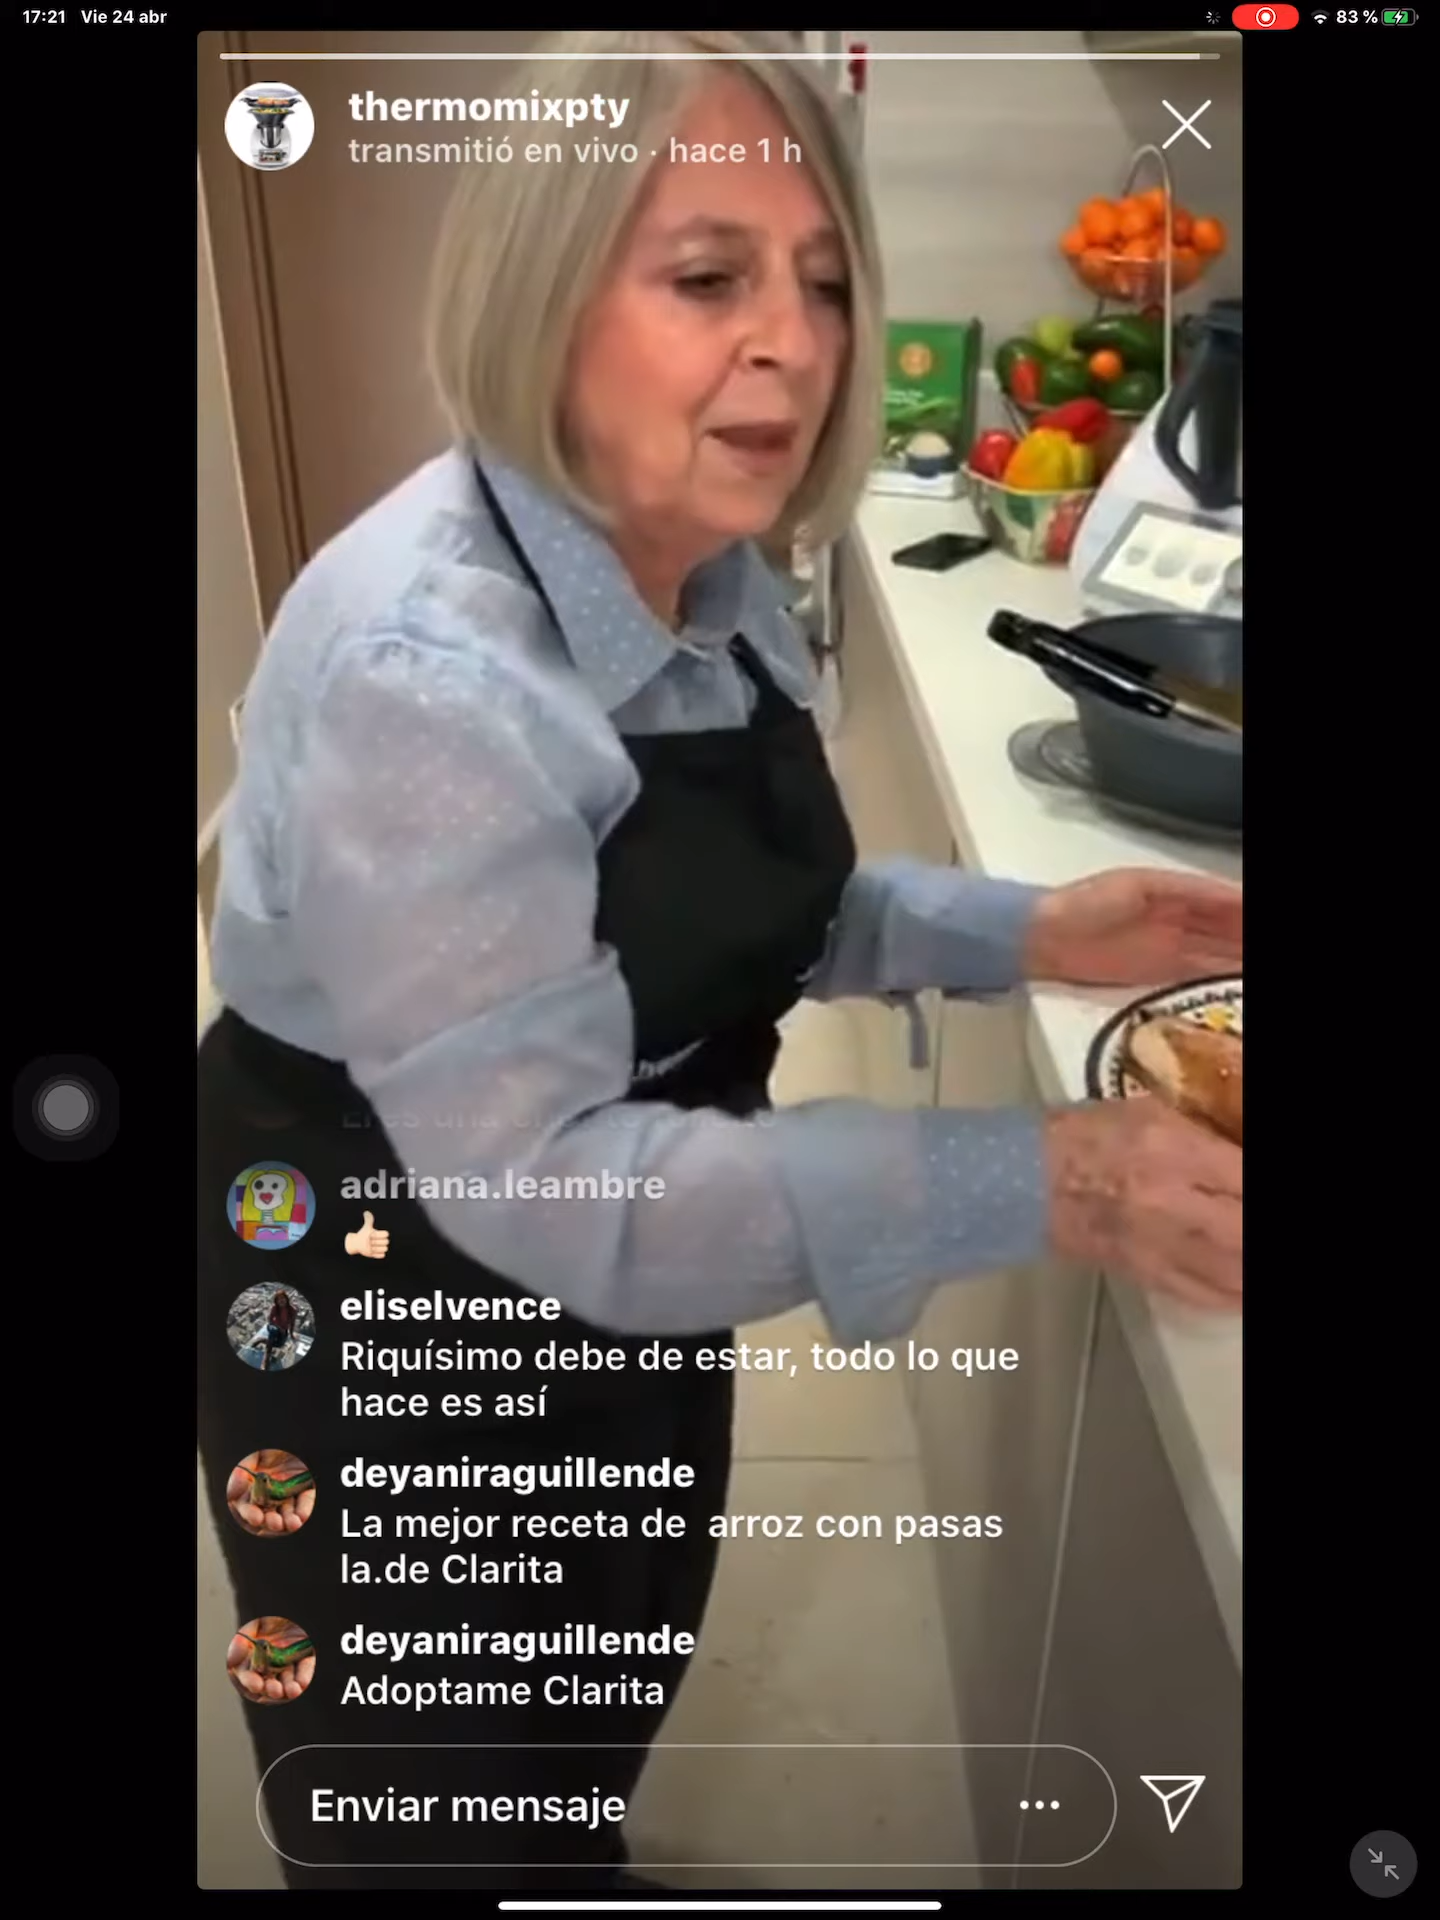 17:21 Vie 24 abr
83 %
thermomixpty
transmitió en vivo · hace 1 h
adriana.leambre
👍🏻
eliselvence
Riquísimo debe de estar, todo lo que
hace es así
deyaniraguillende
La mejor receta de  arroz con pasas
la.de Clarita
deyaniraguillende
Adoptame Clarita
Enviar mensaje